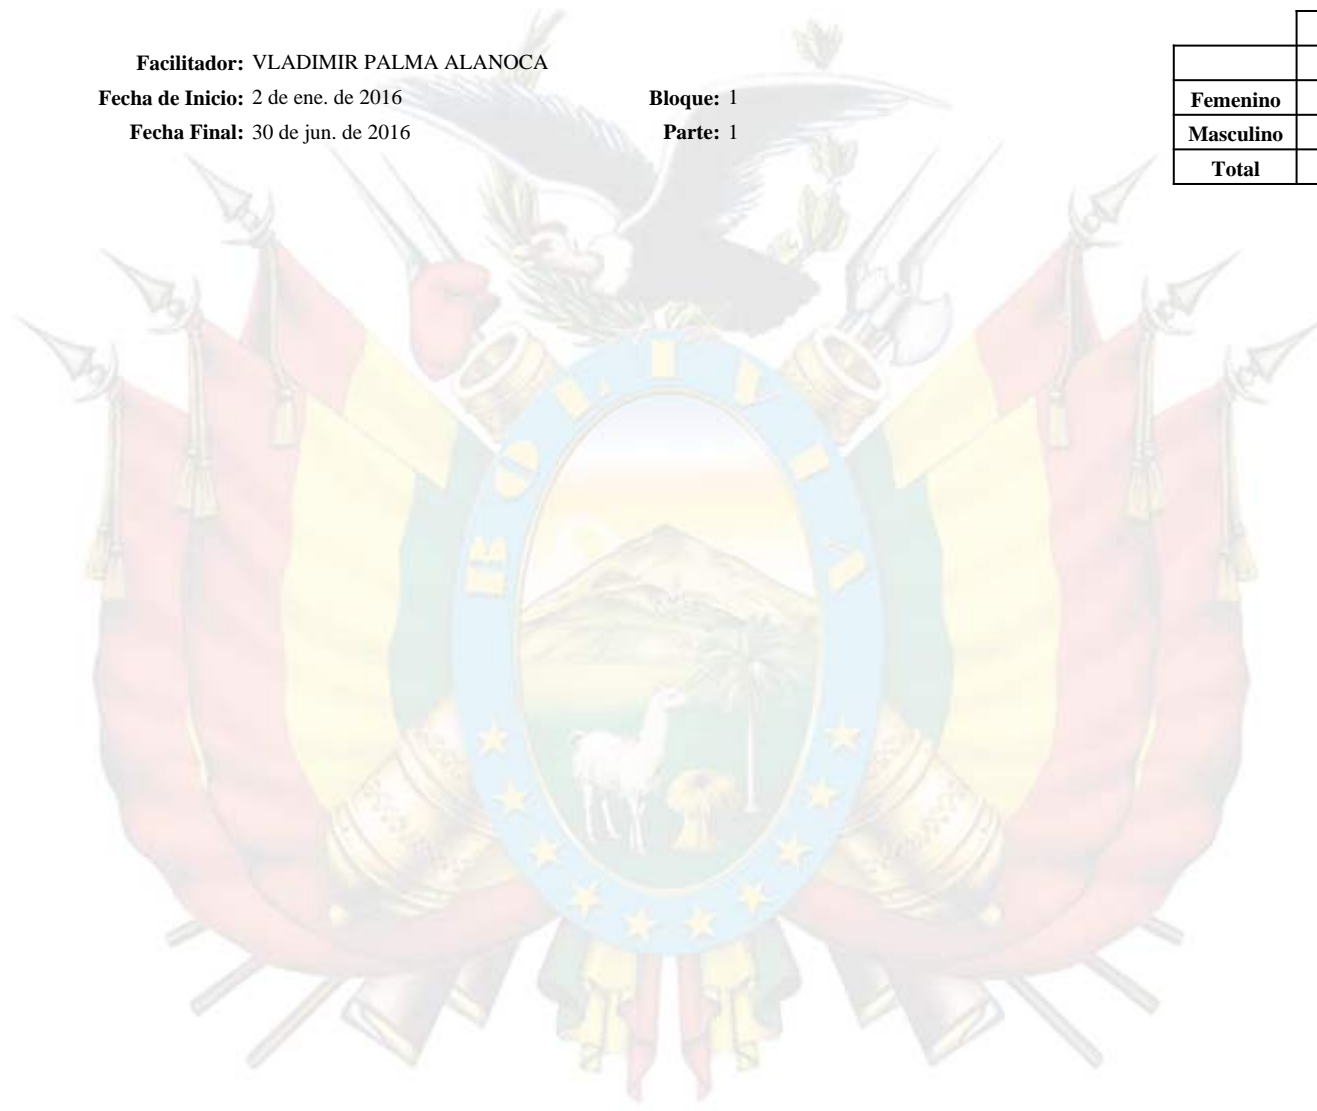 Facilitador: VLADIMIR PALMA ALANOCA
Fecha de Inicio: 2 de ene. de 2016 Bloque: 1
Fecha Final: 30 de jun. de 2016 Parte: 1
Femenino
Masculino
Total
BOLIVIA